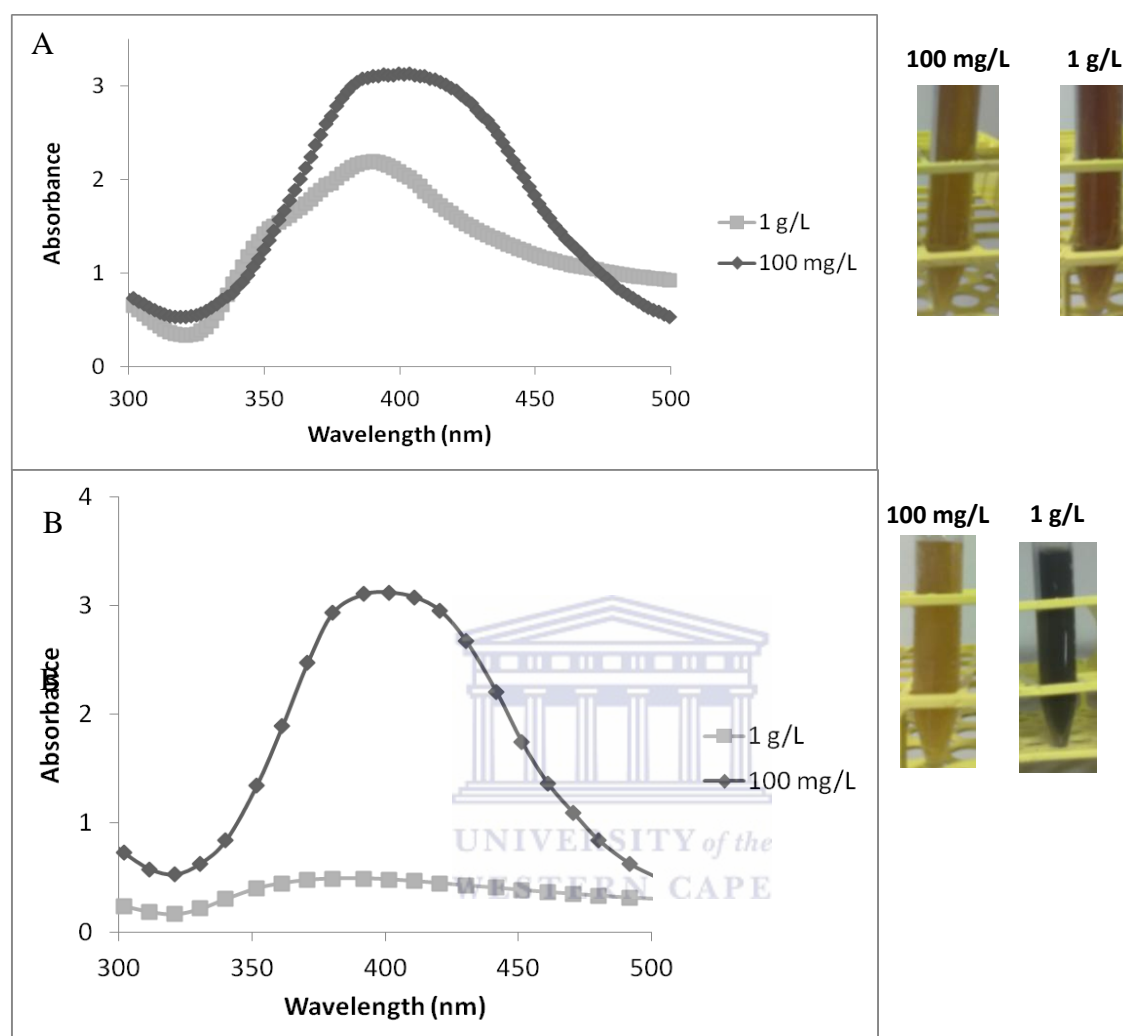 A
3
2
1
0
300 350 400 450 500
Absorbance
Wavelength (nm)
1 g/L
100 mg/L
100 mg/L 1 g/L
B
4
3
2
1
0
300 350 400 450 500
Absorbance
B
Wavelength (nm)
1 g/L
100 mg/L
UNIVERSITY of the
WESTERN CAPE
100 mg/L 1 g/L